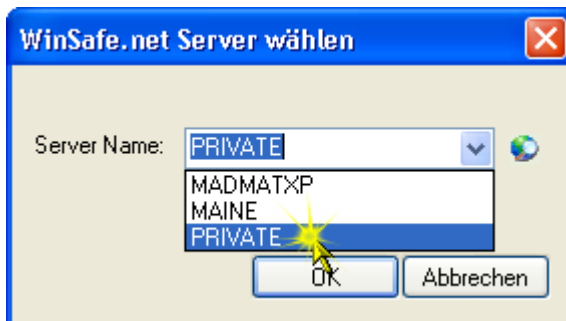 WinSafe.net Server wählen
Server Name: PRIVATE
MADMATXP
MAINE
PRIVATE
OK Abbrechen